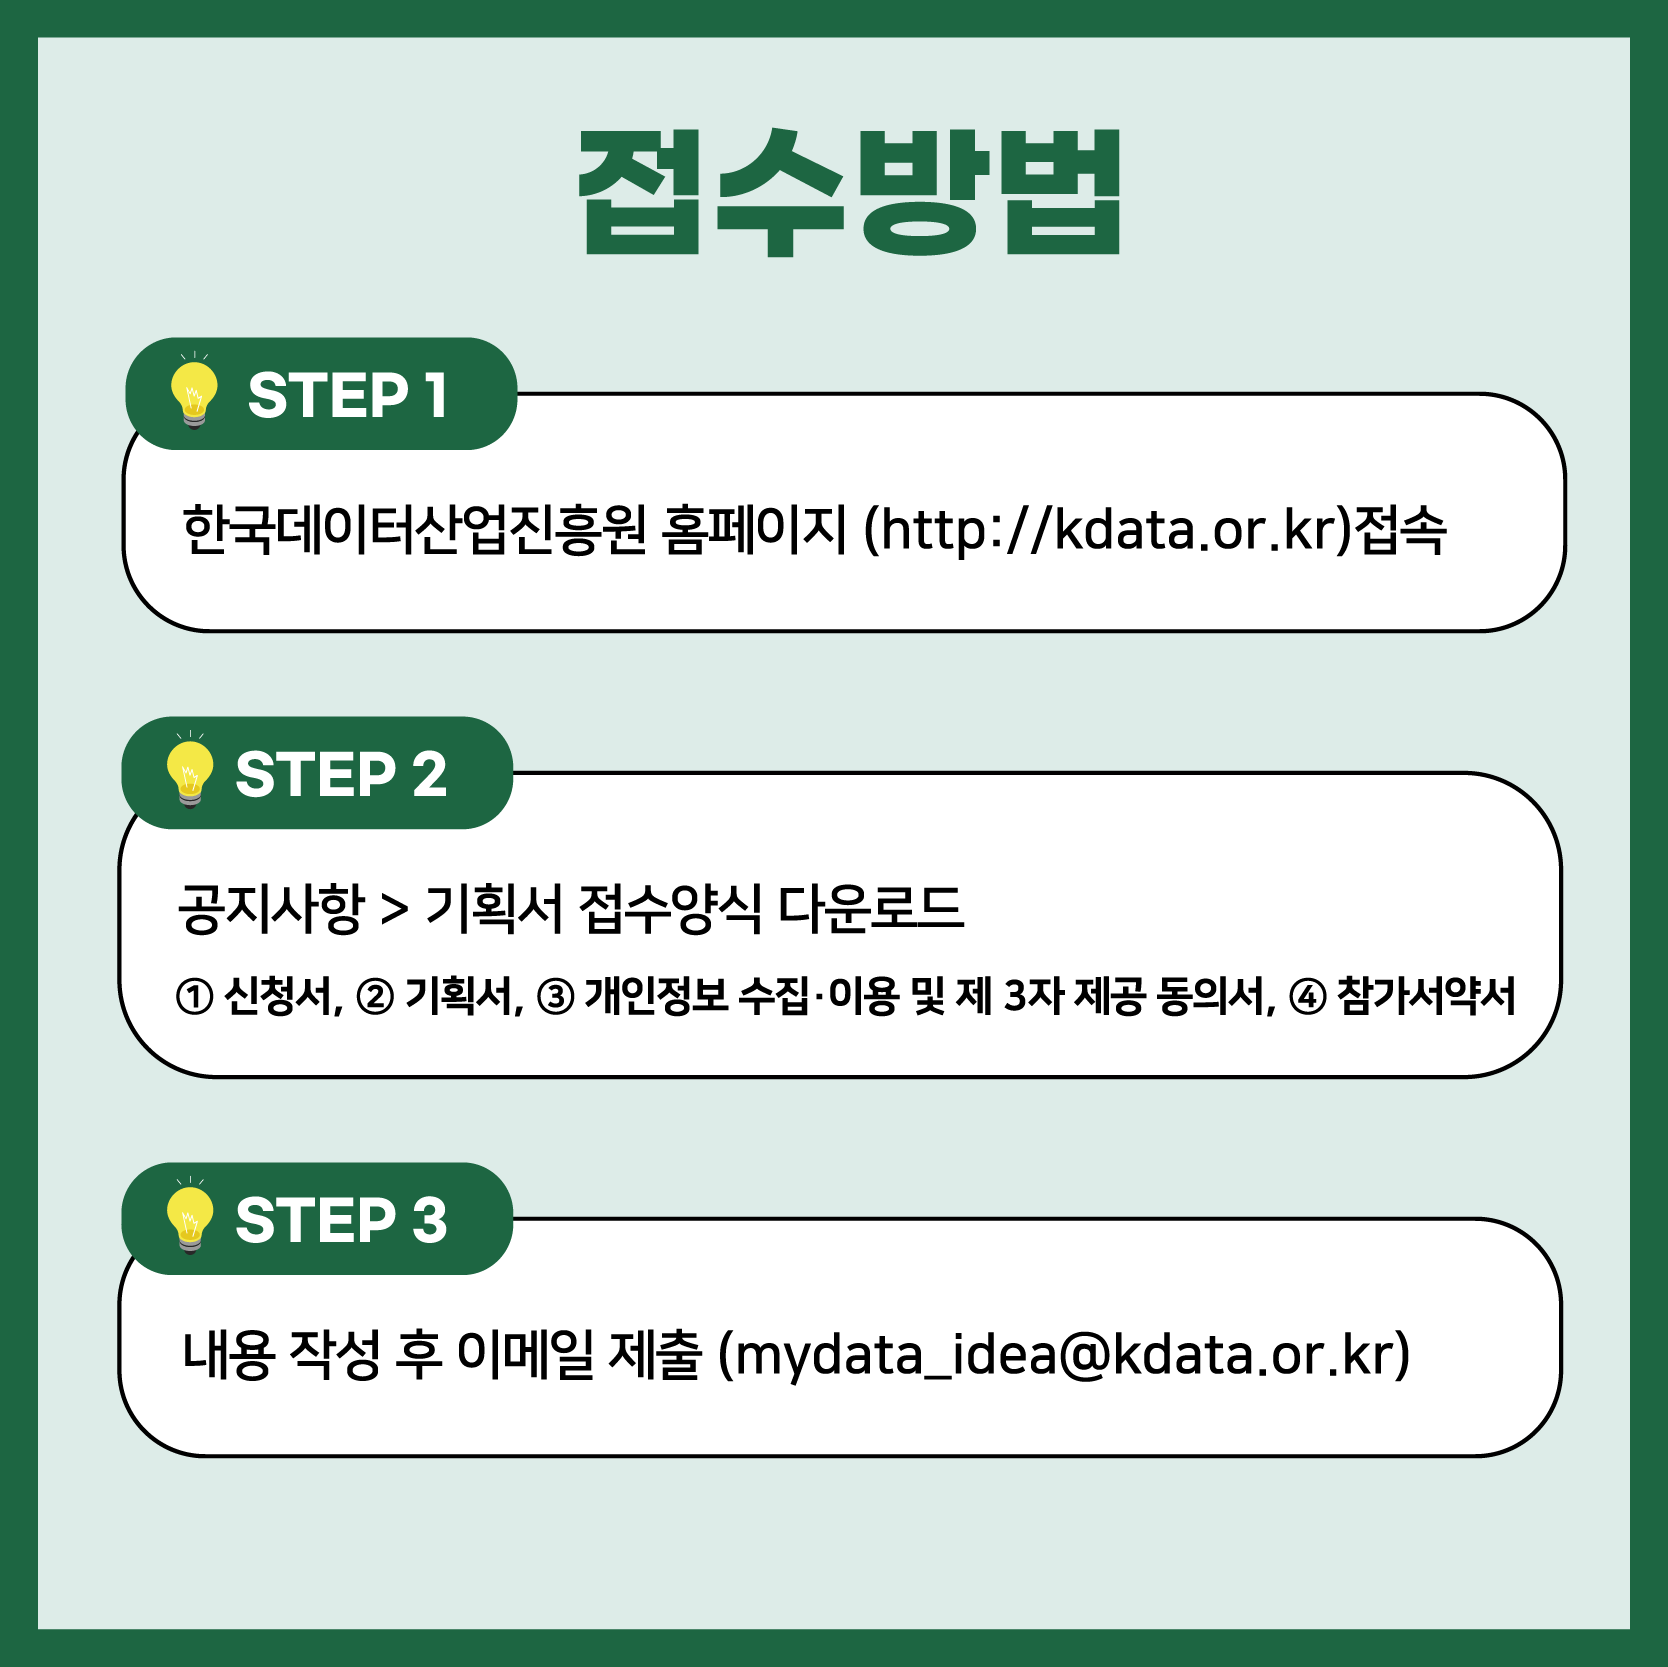 접수방법
STEP 1
한국데이터산업진흥원 홈페이지 (http://kdata.or.kr)접속
STEP 2
공지사항 > 기획서 접수양식 다운로드
① 신청서, ② 기획서, ③ 개인정보 수집·이용 및 제 3자 제공 동의서, ④ 참가서약서
STEP 3
내용 작성 후 이메일 제출 (mydata_idea@kdata.or.kr)